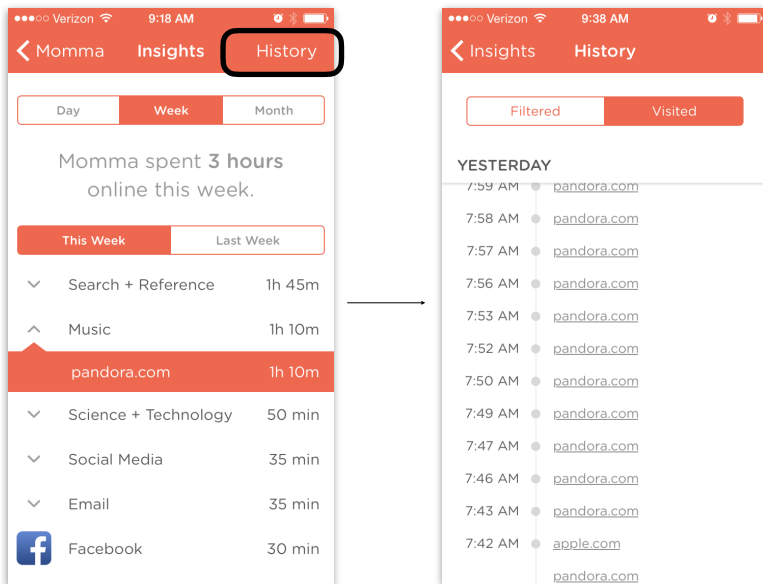 Verizon 9:18 AM
Momma Insights History
Day Week Month
Momma spent 3 hours
online this week.
This Week Last Week
Search + Reference 1h 45m
Music 1h 10m
pandora.com 1h 10m
Science + Technology 50 min
Social Media 35 min
Email 35 min
f
Facebook 30 min
Verizon 9:38 AM
Insights History
Filtered Visited
YESTERDAY
7:59 AM pandora.com
7:58 AM pandora.com
7:57 AM pandora.com
7:56 AM pandora.com
7:53 AM pandora.com
7:52 AM pandora.com
7:50 AM pandora.com
7:49 AM pandora.com
7:47 AM pandora.com
7:46 AM pandora.com
7:43 AM pandora.com
7:42 AM apple.com
pandora.com